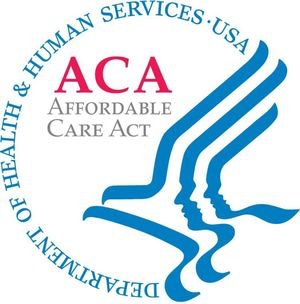 DEPARTMENT OF HEALTH & HUMAN SERVICES · USA
ACA
AFFORDABLE
CARE ACT